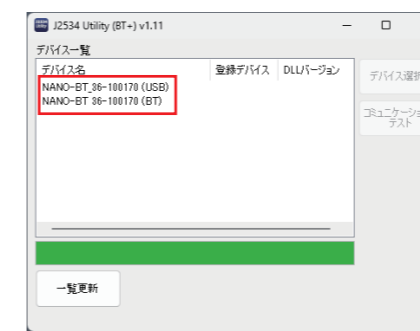 J2534 Utility (BT+) v1.11
デバイス一覧
デバイス名 登録デバイス DLLバージョン
NANO-BT_36-100170 (USB)
NANO-BT 36-100170 (BT)
デバイス選択
コミュニケーショ
テスト
一覧更新